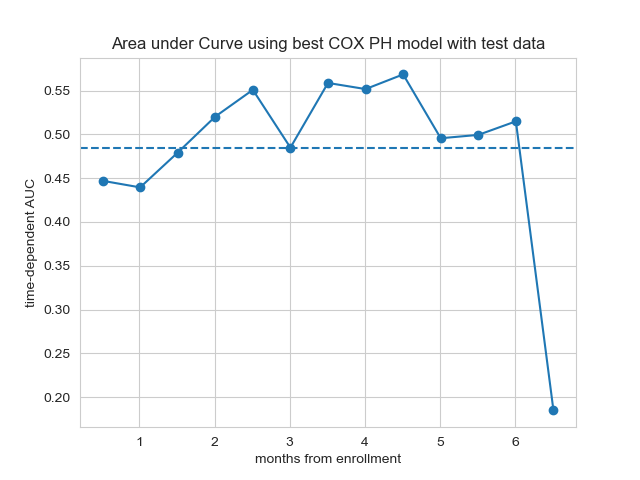 Area under Curve using best COX PH model with test data
time-dependent AUC
0.55
0.50
0.45
0.40
0.35
0.30
0.25
0.20
1 2 3 4 5 6
months from enrollment